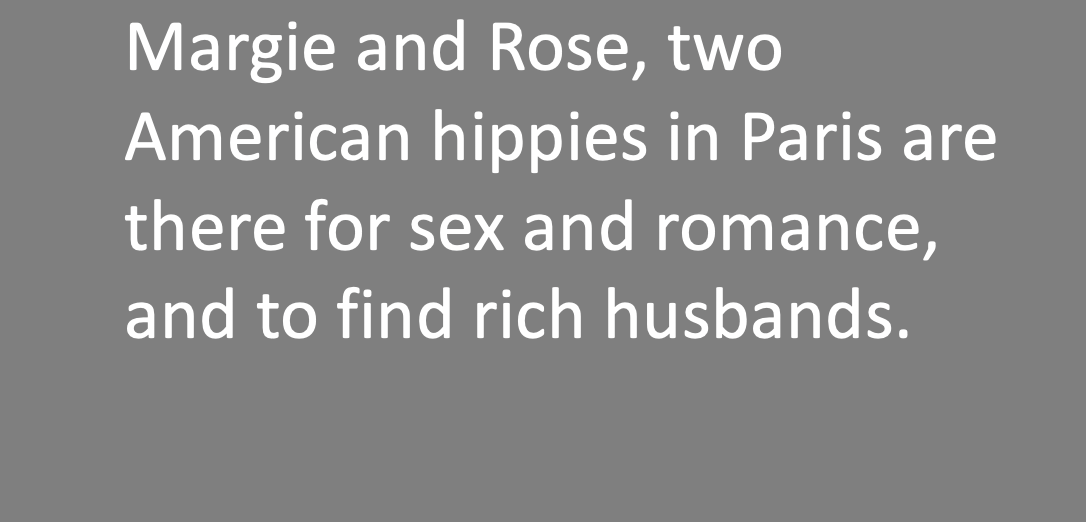 Margie and Rose, two
American hippies in Paris are
there for sex and romance,
and to find rich husbands.